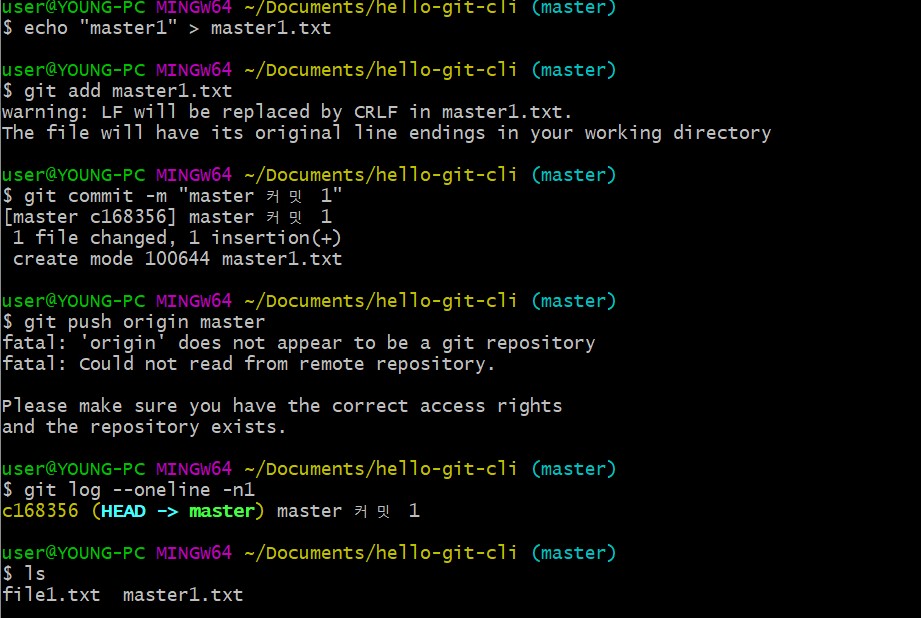 user@YOUNG-PC MINGW64 ~/Documents/hello-git-cli (master)
$ echo "master1" > master1.txt
user@YOUNG-PC MINGW64 ~/Documents/hello-git-cli (master)
$ git add master1.txt
warning: LF will be replaced by CRLF in master1.txt.
The file will have its original line endings in your working directory
user@YOUNG-PC MINGW64 ~/Documents/hello-git-cli (master)
$ git commit -m "master 커밋 1"
[master c168356] master 커밋 1
1 file changed, 1 insertion(+)
create mode 100644 master1.txt
user@YOUNG-PC MINGW64 ~/Documents/hello-git-cli (master)
$ git push origin master
fatal: 'origin' does not appear to be a git repository
fatal: Could not read from remote repository.
Please make sure you have the correct access rights
and the repository exists.
user@YOUNG-PC MINGW64 ~/Documents/hello-git-cli (master)
$ git log --oneline -n1
c168356 (HEAD -> master) master 커밋 1
user@YOUNG-PC MINGW64 ~/Documents/hello-git-cli (master)
$ ls
file1.txt  master1.txt